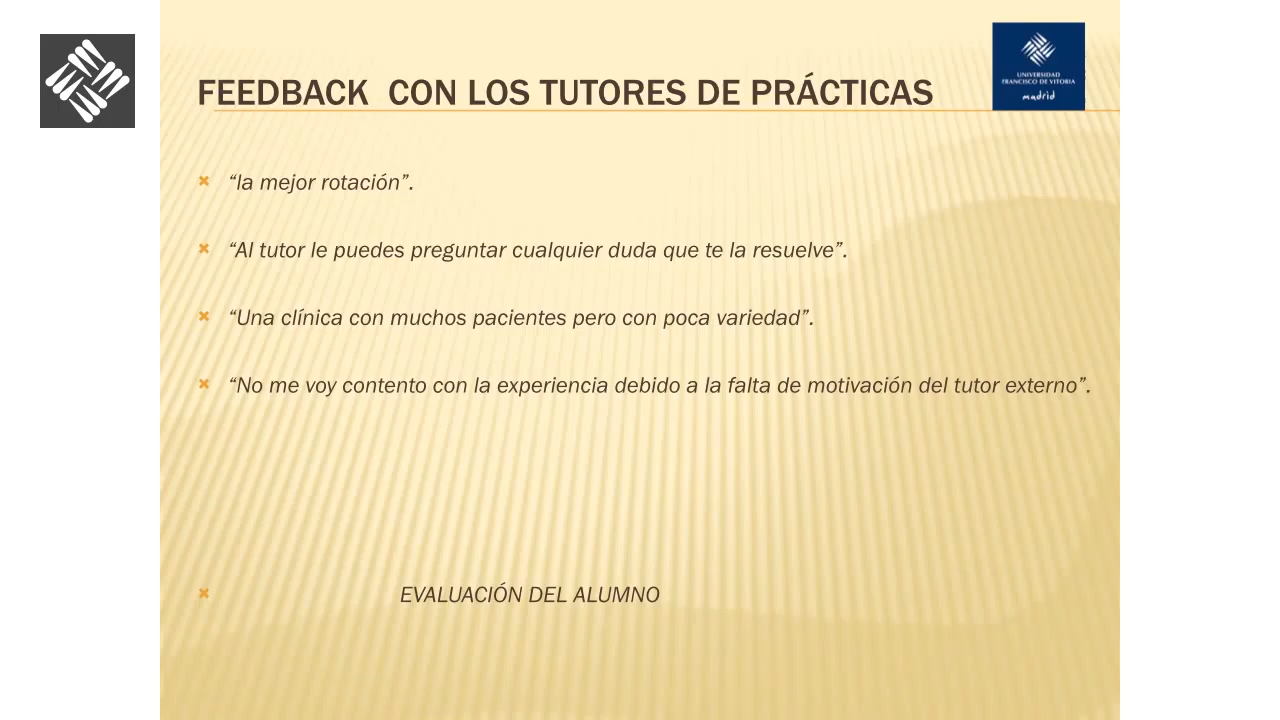 FEEDBACK CON LOS TUTORES DE PRÁCTICAS
UNIVERSIDAD
FRANCISCO DE VITORIA
madrid
“la mejor rotación”.
“Al tutor le puedes preguntar cualquier duda que te la resuelve”.
“Una clínica con muchos pacientes pero con poca variedad”.
“No me voy contento con la experiencia debido a la falta de motivación del tutor externo”.
EVALUACIÓN DEL ALUMNO